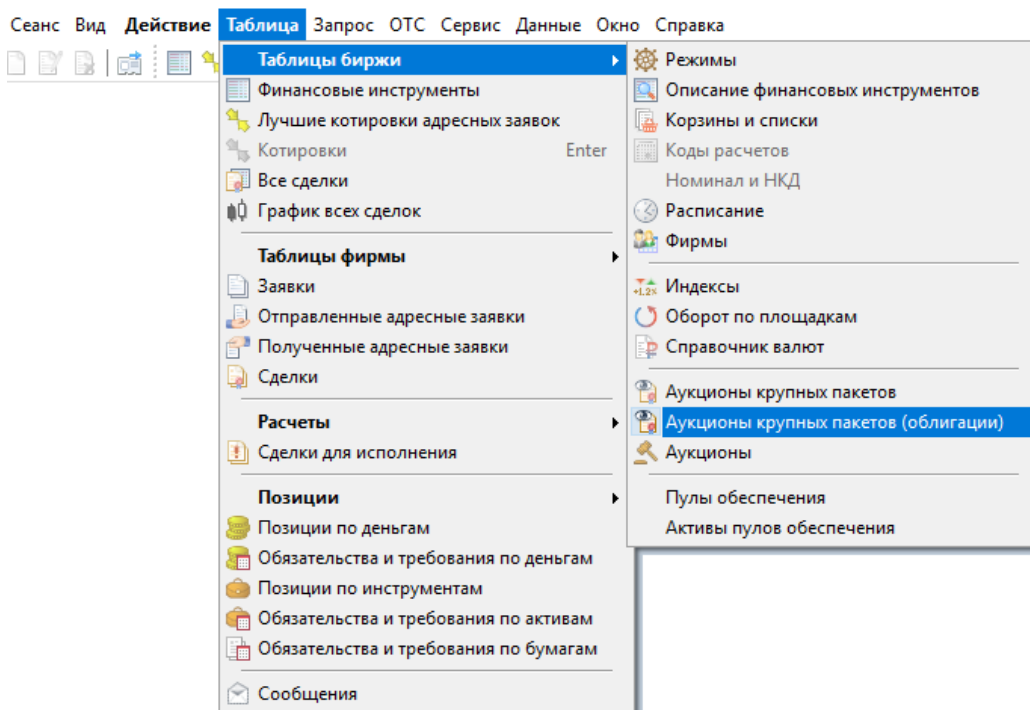 Сеанс Вид Действие Таблица Запрос ОТС Сервис Данные Окно Справка
Таблицы биржи
Финансовые инструменты
Лучшие котировки адресных заявок
Котировки Enter
Все сделки
График всех сделок
Таблицы фирмы
Заявки
Отправленные адресные заявки
Полученные адресные заявки
Сделки
Расчеты
Сделки для исполнения
Позиции
Позиции по деньгам
Обязательства и требования по деньгам
Позиции по инструментам
Обязательства и требования по активам
Обязательства и требования по бумагам
Сообщения
Режимы
Описание финансовых инструментов
Корзины и списки
Коды расчетов
Номинал и НКД
Расписание
Фирмы
+1.2% Индексы
Оборот по площадкам
Справочник валют
Аукционы крупных пакетов
Аукционы крупных пакетов (облигации)
Аукционы
Пулы обеспечения
Активы пулов обеспечения